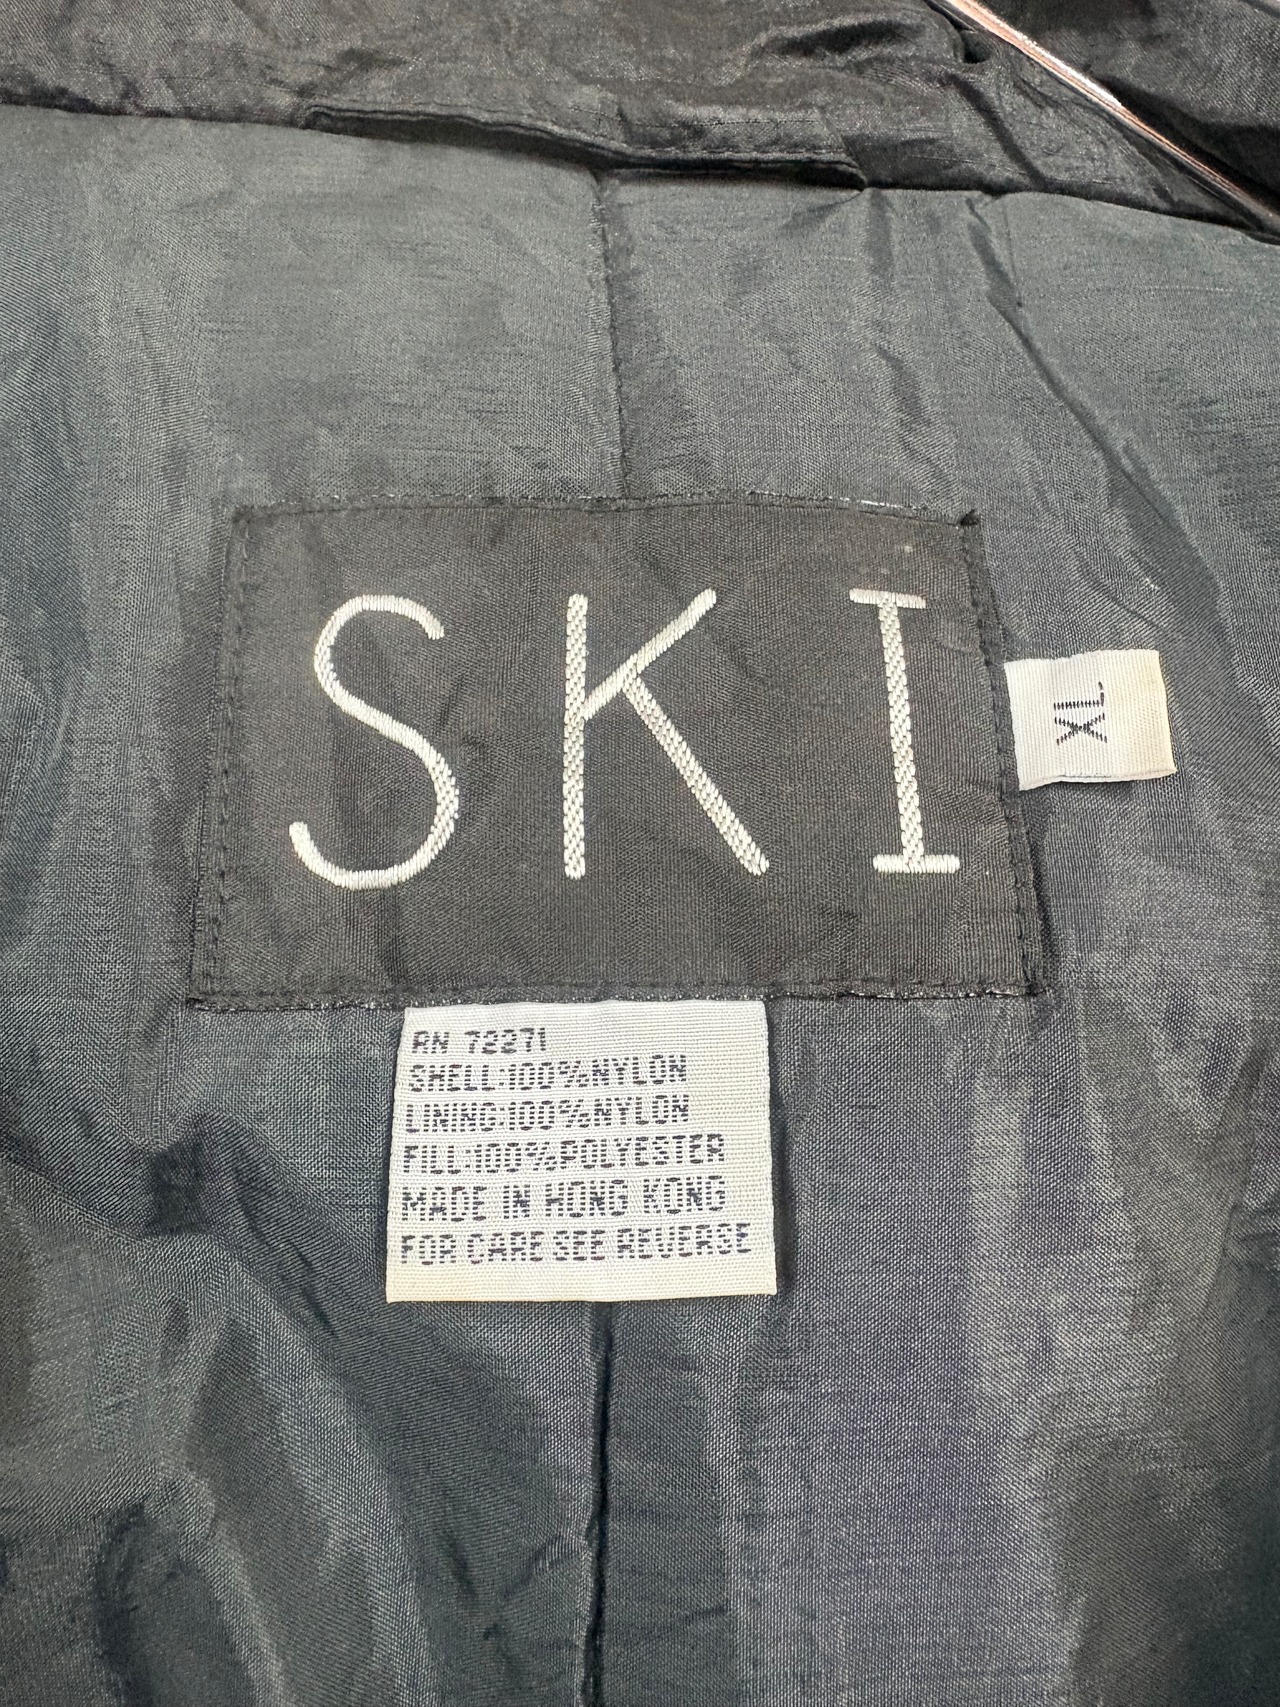 SKI
XL
RN 72271
SHELL:100%NYLON
LINING:100%NYLON
FILL:100%POLYESTER
MADE IN HONG KONG
FOR CARE SEE REVERSE